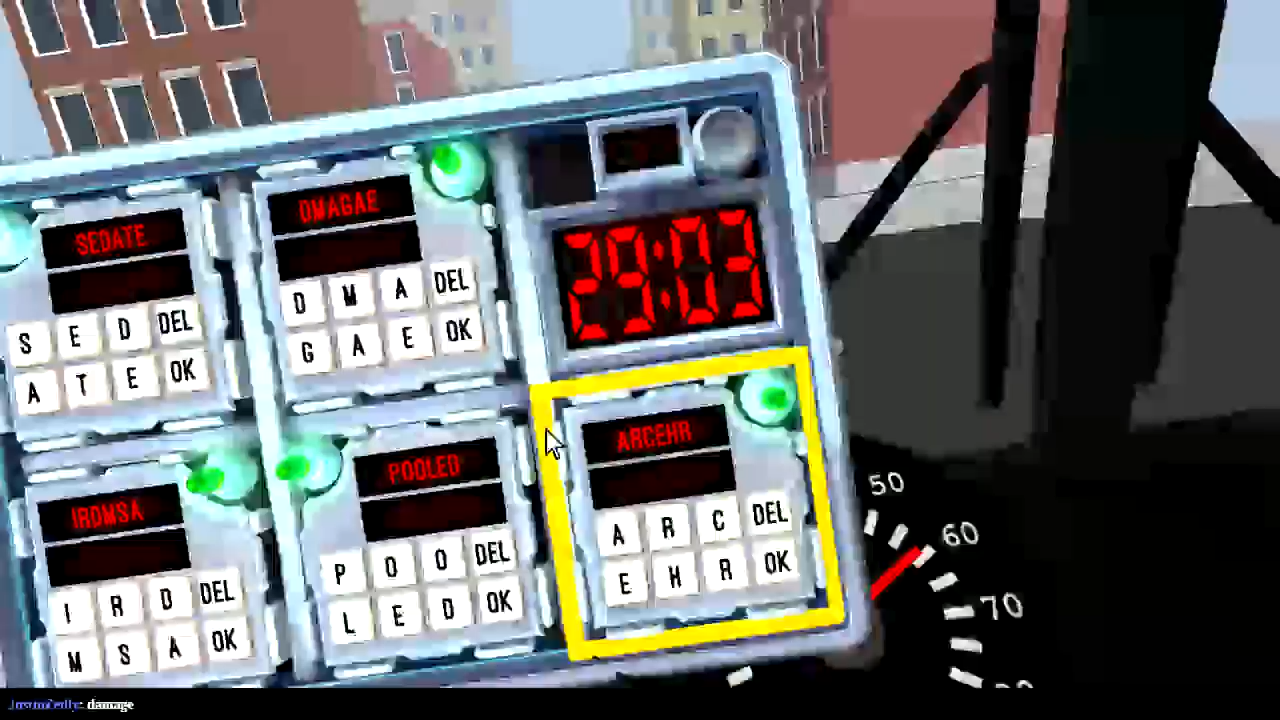 SEDATE
S E D DEL
A T E OK
DMAGAE
D M A DEL
G A E OK
29:03
IRDMSA
I R D DEL
M S A OK
POOLED
P O O DEL
L E D OK
ARCEHR
A R C DEL
E H R OK
50
60
70
damage